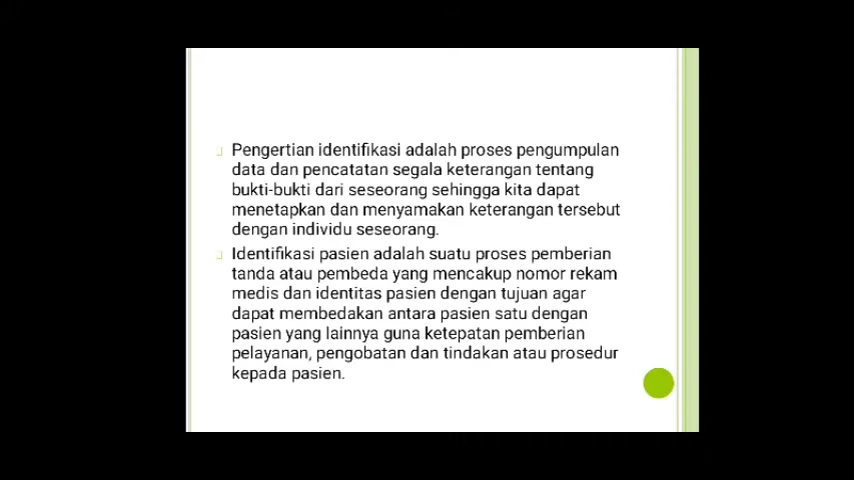 Pengertian identifikasi adalah proses pengumpulan
data dan pencatatan segala keterangan tentang
bukti-bukti dari seseorang sehingga kita dapat
menetapkan dan menyamakan keterangan tersebut
dengan individu seseorang.
Identifikasi pasien adalah suatu proses pemberian
tanda atau pembeda yang mencakup nomor rekam
medis dan identitas pasien dengan tujuan agar
dapat membedakan antara pasien satu dengan
pasien yang lainnya guna ketepatan pemberian
pelayanan, pengobatan dan tindakan atau prosedur
kepada pasien.